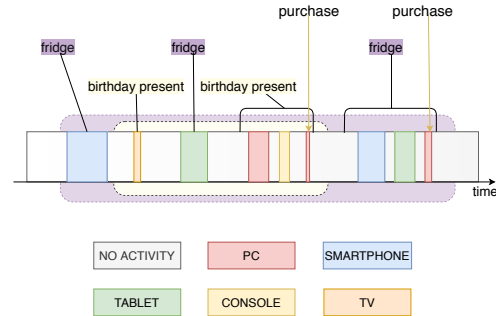 purchase purchase
fridge fridge fridge
birthday present birthday present
time
NO ACTIVITY PC SMARTPHONE
TABLET CONSOLE TV